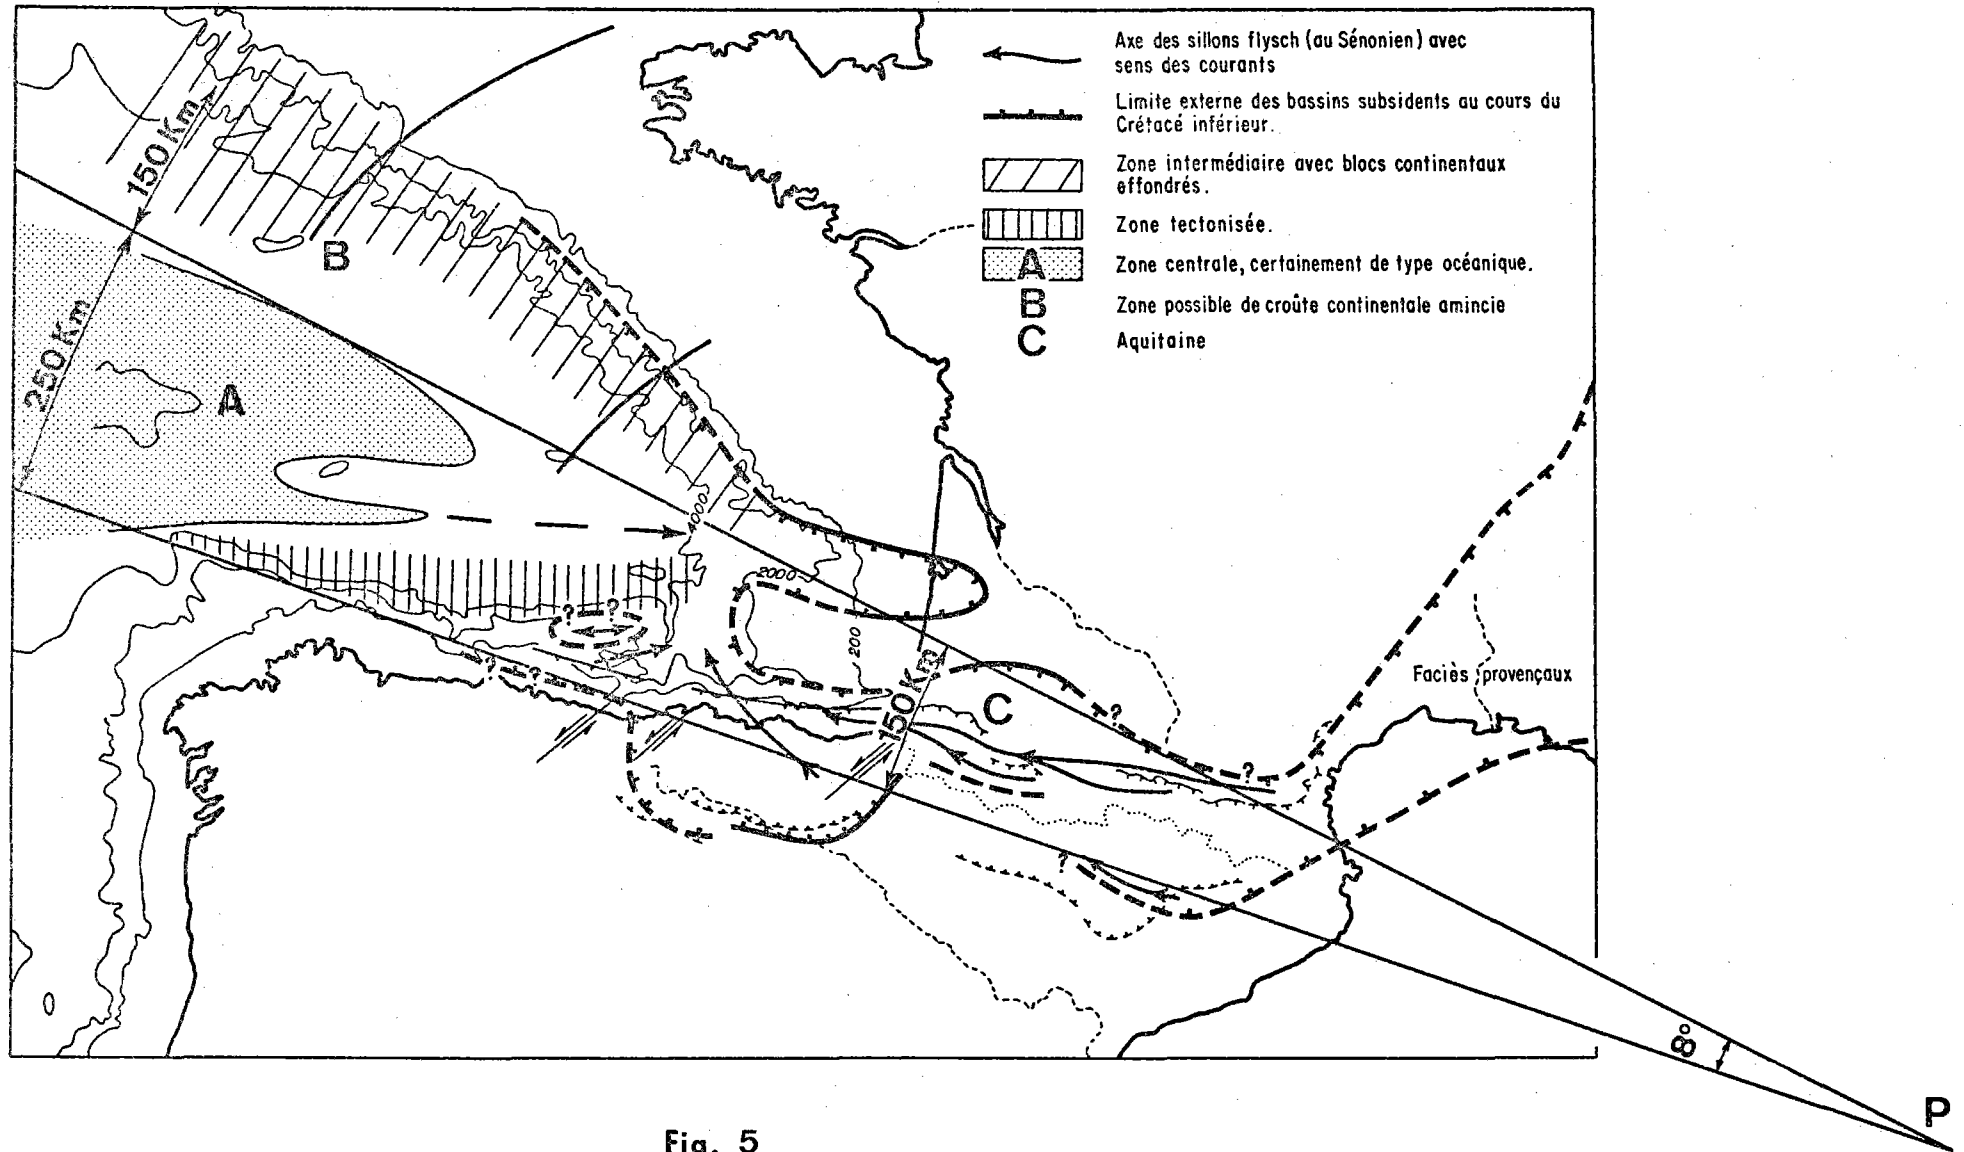 Axe des sillons flysch (au Sénonien) avec
sens des courants
Limite externe des bassins subsidents au cours du
Crétacé inférieur.
Zone intermédiaire avec blocs continentaux
effondrés.
Zone tectonisée.
A Zone centrale, certainement de type océanique.
B Zone possible de croûte continentale amincie
C Aquitaine
150 Km
B
250 Km
A
4000
2000
? ?
200
? ?
150 Km
C
?
?
?
Faciès provençaux
8°
P
Fig. 5